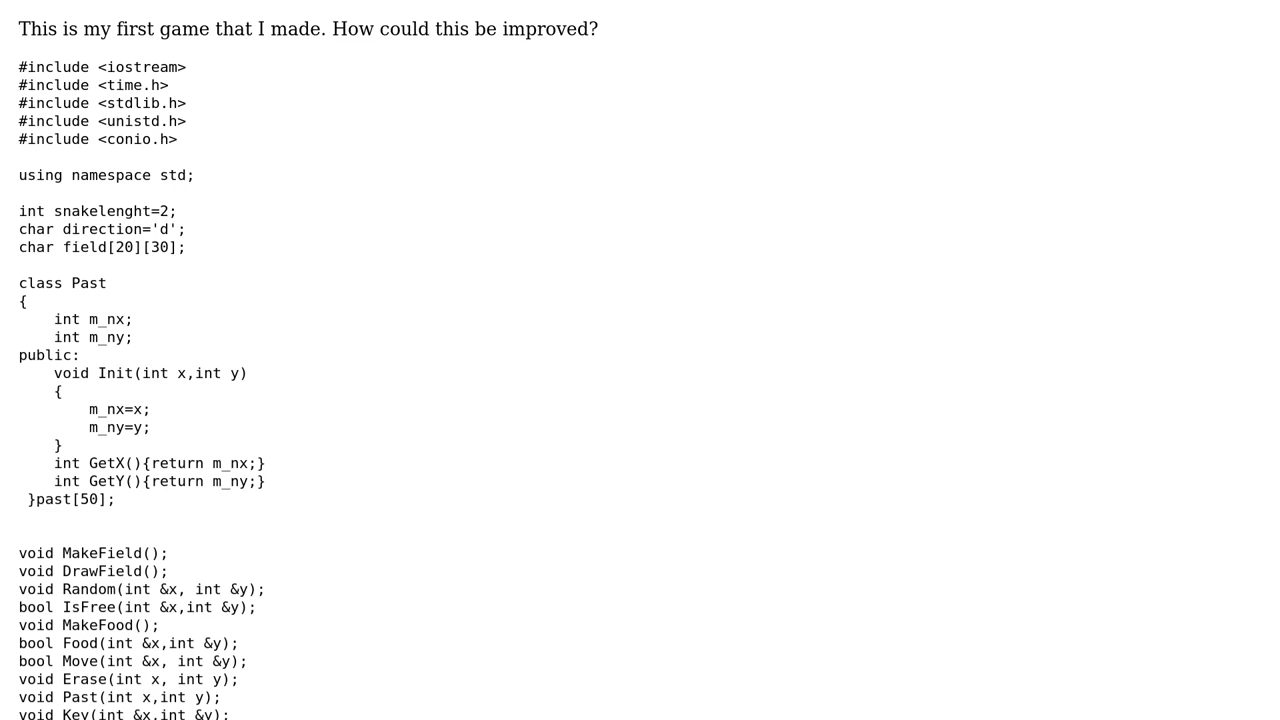 This is my first game that I made. How could this be improved?
#include <iostream>
#include <time.h>
#include <stdlib.h>
#include <unistd.h>
#include <conio.h>
using namespace std;
int snakelenght=2;
char direction='d';
char field[20][30];
class Past
{
    int m_nx;
    int m_ny;
public:
    void Init(int x,int y)
    {
        m_nx=x;
        m_ny=y;
    }
    int GetX(){return m_nx;}
    int GetY(){return m_ny;}
 }past[50];
void MakeField();
void DrawField();
void Random(int &x, int &y);
bool IsFree(int &x,int &y);
void MakeFood();
bool Food(int &x,int &y);
bool Move(int &x, int &y);
void Erase(int x, int y);
void Past(int x,int y);
void Key(int &x,int &y);